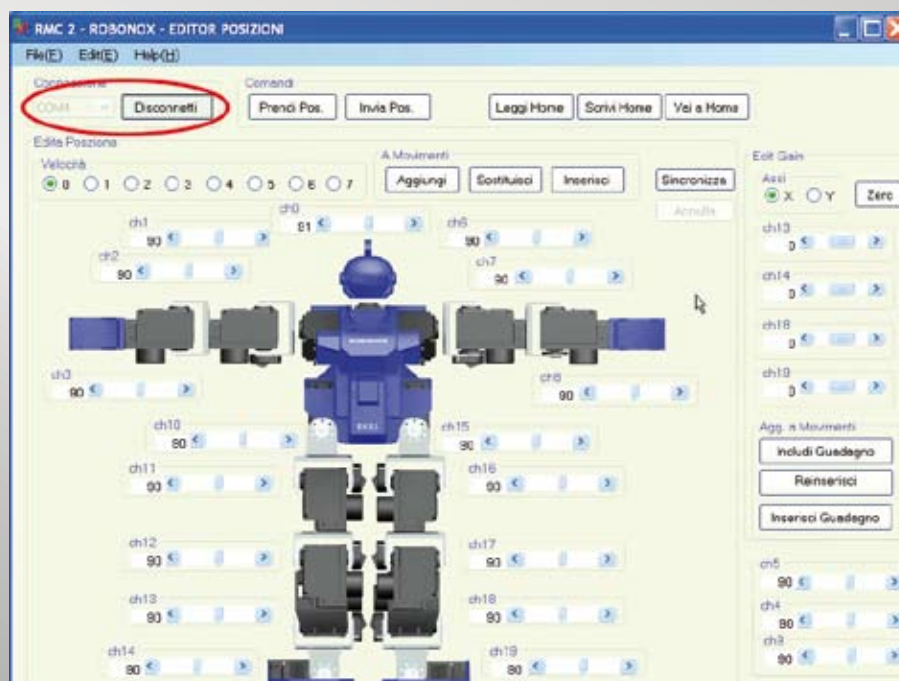 RMC 2 - ROBONOX - EDITOR POSIZIONI
File(F) Edit(E) Help(H)
Connessione
COM4 Disconnetti
Comandi
Prendi Pos. Invia Pos. Leggi Home Scrivi Home Vai a Home
Edita Posizione
Velocità
0 1 2 3 4 5 6 7
A Movimenti
Aggiungi Sostituisci Inserisci
Sincronizza
Annulla
Edit Gain
Assi
X Y Zero
ch0
91
ch1
90
ch2
90
ch6
90
ch7
90
ROBONOX
ch3
90
ch8
90
ch10
90
ch15
90
ch11
90
ch16
90
ch12
90
ch17
90
ch13
90
ch18
90
ch14
90
ch19
90
ch13
0
ch14
0
ch18
0
ch19
0
Agg. a Movimenti
Includi Guadagno
Reinserisci
Inserisci Guadagno
ch5
90
ch4
90
ch9
90